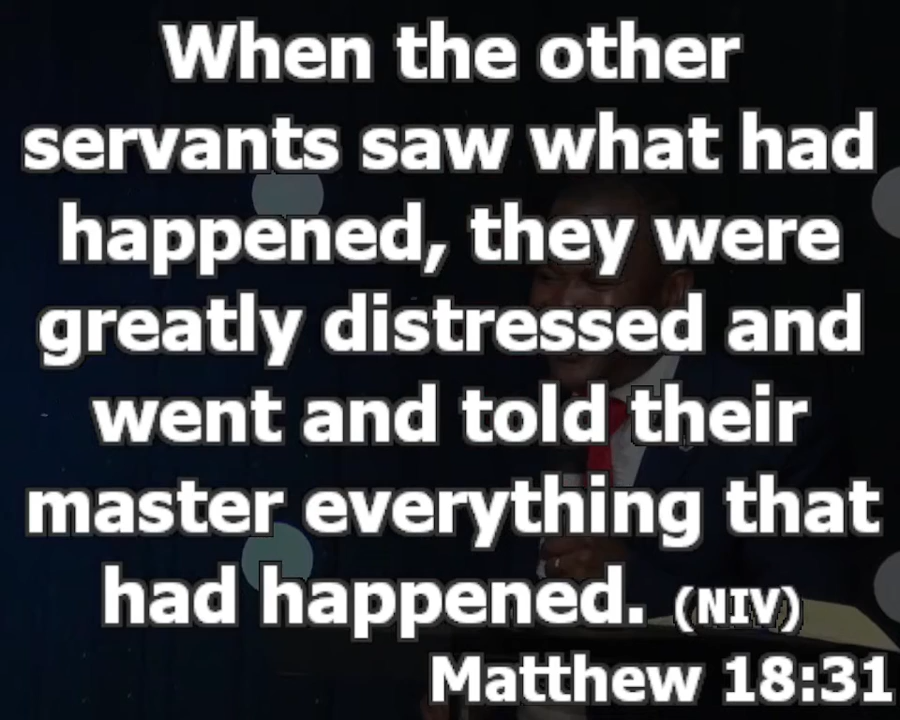 When the other
servants saw what had
happened, they were
greatly distressed and
went and told their
master everything that
had happened. (NIV)
Matthew 18:31